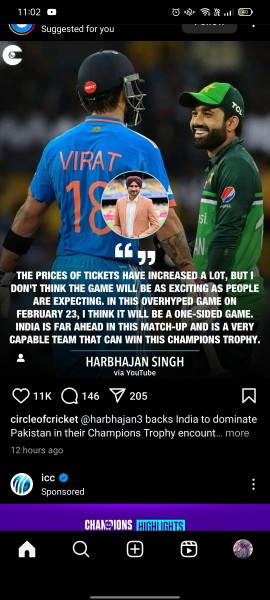 11:02
Suggested for you
Follow
TCL
VIRAT
18
pepsi
THE PRICES OF TICKETS HAVE INCREASED A LOT, BUT I
DON'T THINK THE GAME WILL BE AS EXCITING AS PEOPLE
ARE EXPECTING. IN THIS OVERHYPED GAME ON
FEBRUARY 23, I THINK IT WILL BE A ONE-SIDED GAME.
INDIA IS FAR AHEAD IN THIS MATCH-UP AND IS A VERY
CAPABLE TEAM THAT CAN WIN THIS CHAMPIONS TROPHY.
HARBHAJAN SINGH
via YouTube
11K 146 205
circleofcricket @harbhajan3 backs India to dominate
Pakistan in their Champions Trophy encount... more
12 hours ago
icc
Sponsored
CHAMPIONS HIGHLIGHTS